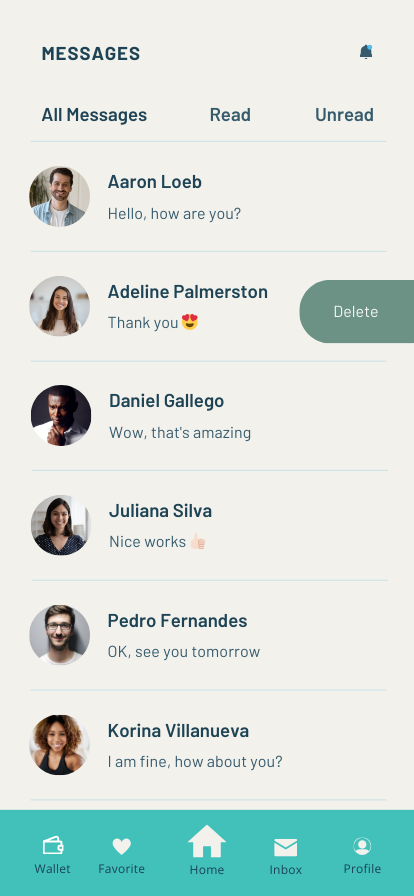 MESSAGES
All Messages Read Unread
Aaron Loeb
Hello, how are you?
Adeline Palmerston
Thank you 😍
Delete
Daniel Gallego
Wow, that's amazing
Juliana Silva
Nice works 👍🏻
Pedro Fernandes
OK, see you tomorrow
Korina Villanueva
I am fine, how about you?
Wallet Favorite Home Inbox Profile